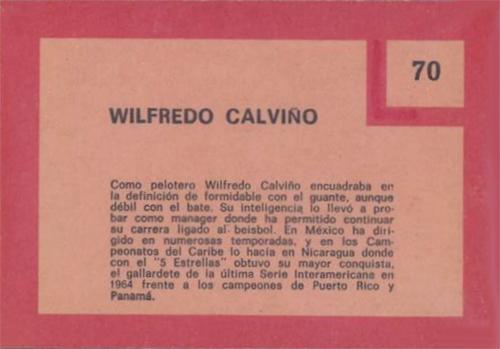 70
WILFREDO CALVIÑO
Como pelotero Wilfredo Calviño encuadraba en
la definición de formidable con el guante, aunque
débil con el bate. Su inteligencia lo llevó a pro-
bar como manager donde ha permitido continuar
su carrera ligado al beisbol. En México ha diri-
gido en numerosas temporadas, y en los Cam-
peonatos del Caribe lo hacía en Nicaragua donde
con el "5 Estrellas" obtuvo su mayor conquista,
el gallardete de la última Serie Interamericana en
1964 frente a los campeones de Puerto Rico y
Panamá.